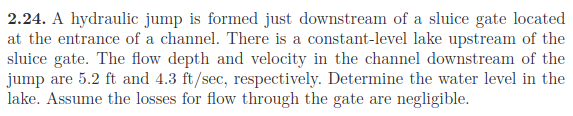 2.24. A hydraulic jump is formed just downstream of a sluice gate located
at the entrance of a channel. There is a constant-level lake upstream of the
sluice gate. The flow depth and velocity in the channel downstream of the
jump are 5.2 ft and 4.3 ft/sec, respectively. Determine the water level in the
lake. Assume the losses for flow through the gate are negligible.